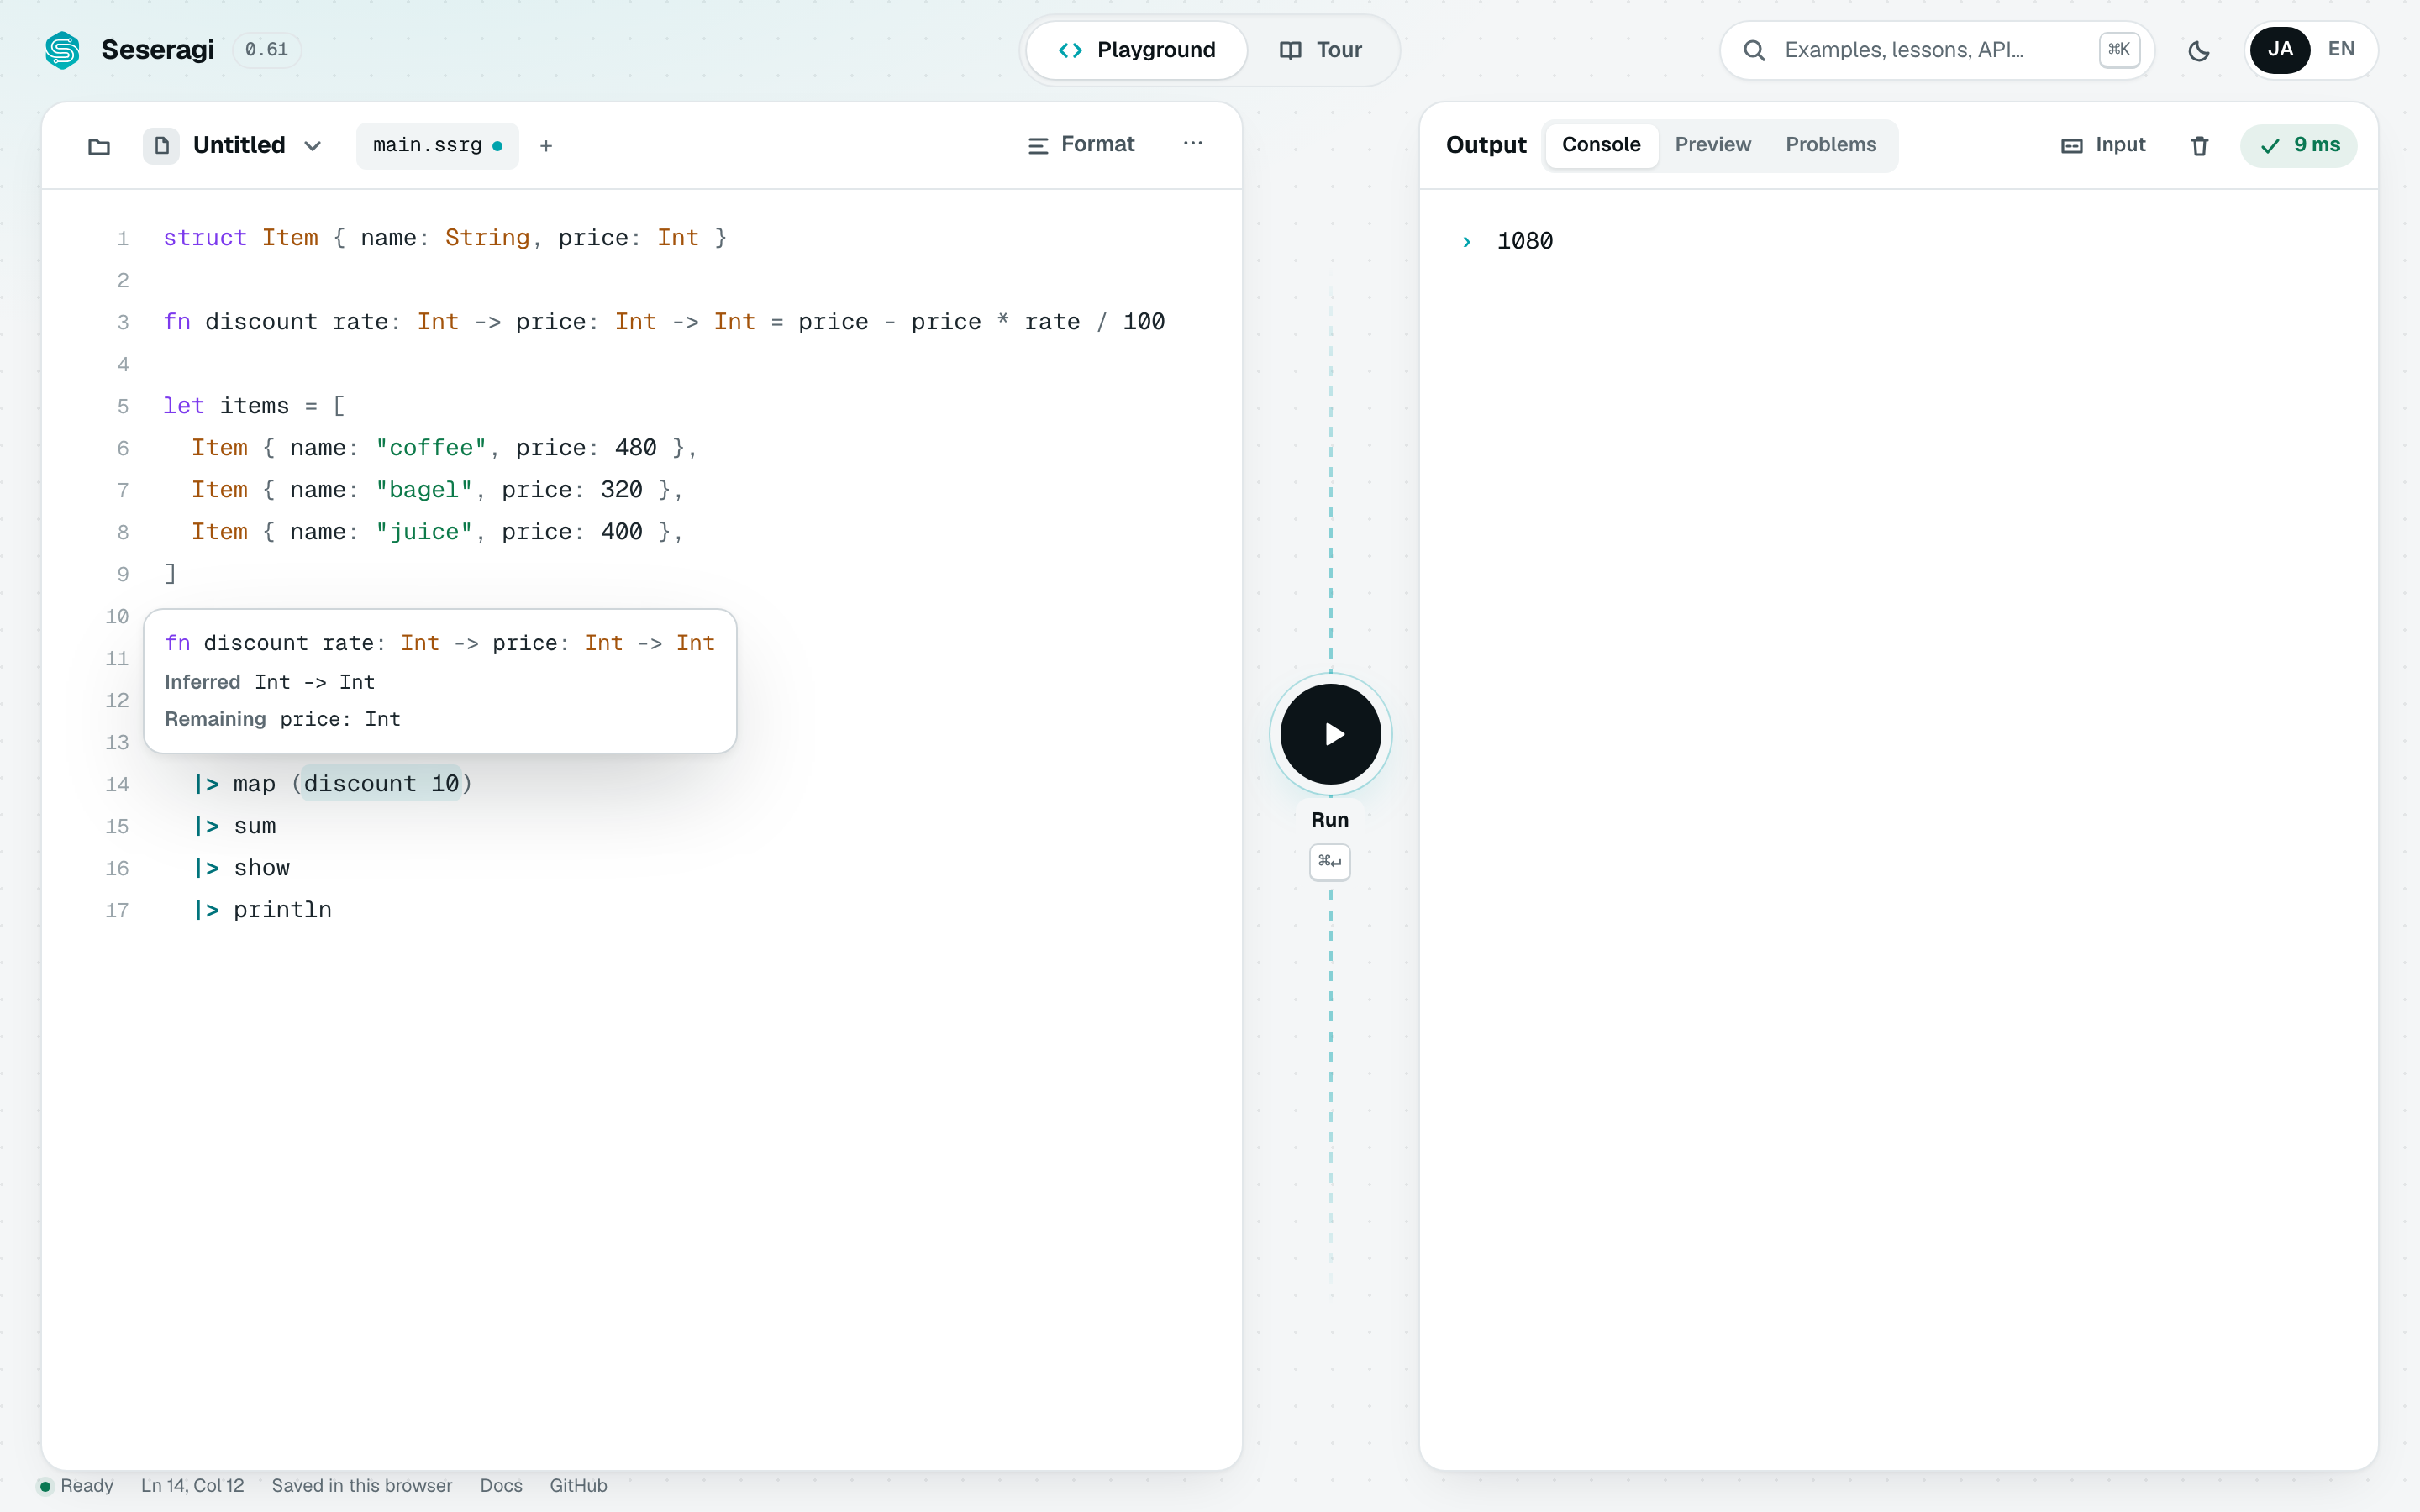 Seseragi 0.61
Playground Tour
Examples, lessons, API... ⌘K
JA EN
Untitled main.ssrg +
Format ...
1 struct Item { name: String, price: Int }
2
3 fn discount rate: Int -> price: Int -> Int = price - price * rate / 100
4
5 let items = [
6 Item { name: "coffee", price: 480 },
7 Item { name: "bagel", price: 320 },
8 Item { name: "juice", price: 400 },
9 ]
10
11
12
13
fn discount rate: Int -> price: Int -> Int
Inferred Int -> Int
Remaining price: Int
14 |> map (discount 10)
15 |> sum
16 |> show
17 |> println
Run
⌘↵
Output Console Preview Problems
Input 9 ms
› 1080
Ready Ln 14, Col 12 Saved in this browser Docs GitHub